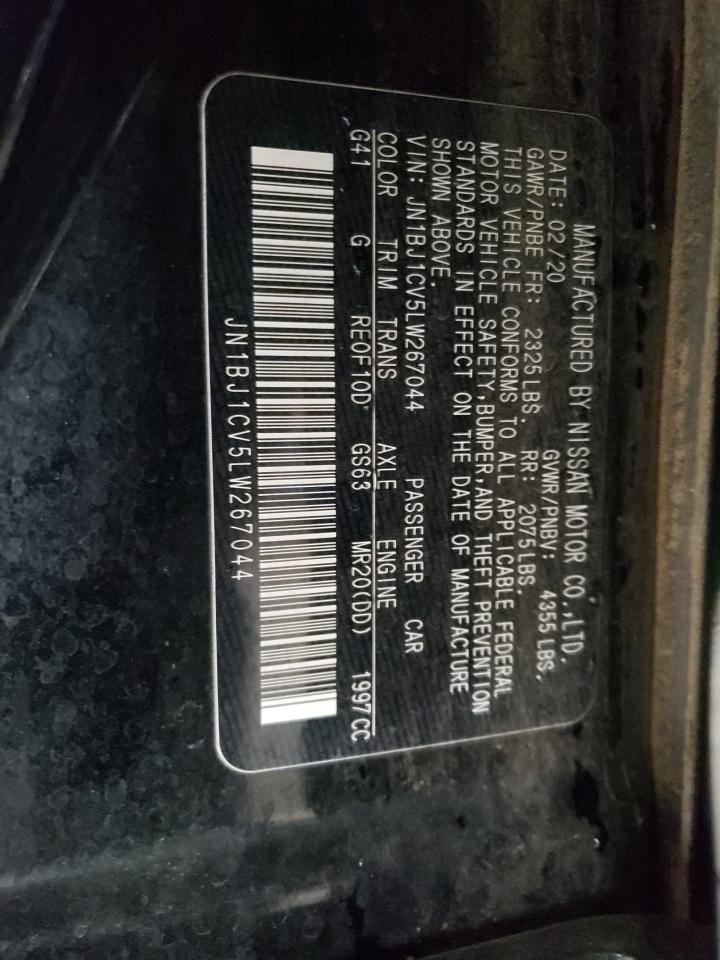 MANUFACTURED BY NISSAN MOTOR CO.,LTD.
DATE: 02/20 GVWR/PNBV: 4355 LBS.
GAWR/PNBE FR: 2325 LBS. RR: 2075 LBS.
THIS VEHICLE CONFORMS TO ALL APPLICABLE FEDERAL
MOTOR VEHICLE SAFETY,BUMPER,AND THEFT PREVENTION
STANDARDS IN EFFECT ON THE DATE OF MANUFACTURE
SHOWN ABOVE.
VIN: JN1BJ1CV5LW267044 PASSENGER CAR
COLOR TRIM TRANS AXLE ENGINE
G41 G RE0F10D GS63 MR20(DD) 1997CC
JN1BJ1CV5LW267044